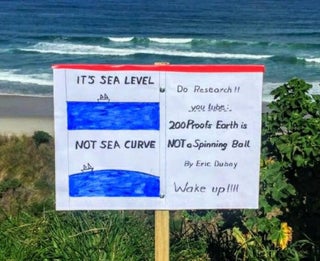 IT'S SEA LEVEL
NOT SEA CURVE
Do Research!!
you tube:
200 Proofs Earth is
NOT a Spinning Ball
By Eric Dubay
Wake up!!!!